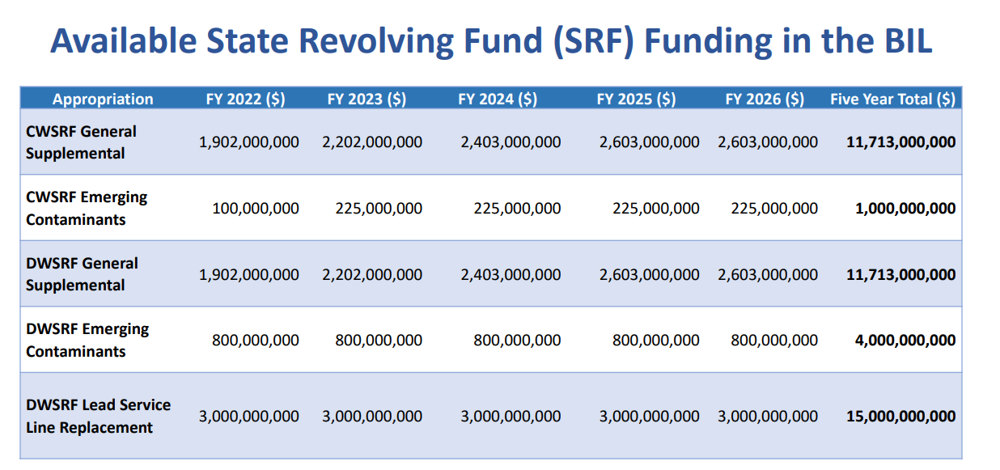 Available State Revolving Fund (SRF) Funding in the BIL
Appropriation FY 2022 ($) FY 2023 ($) FY 2024 ($) FY 2025 ($) FY 2026 ($) Five Year Total ($)
CWSRF General
Supplemental
1,902,000,000 2,202,000,000 2,403,000,000 2,603,000,000 2,603,000,000 11,713,000,000
CWSRF Emerging
Contaminants
100,000,000 225,000,000 225,000,000 225,000,000 225,000,000 1,000,000,000
DWSRF General
Supplemental
1,902,000,000 2,202,000,000 2,403,000,000 2,603,000,000 2,603,000,000 11,713,000,000
DWSRF Emerging
Contaminants
800,000,000 800,000,000 800,000,000 800,000,000 800,000,000 4,000,000,000
DWSRF Lead Service
Line Replacement
3,000,000,000 3,000,000,000 3,000,000,000 3,000,000,000 3,000,000,000 15,000,000,000